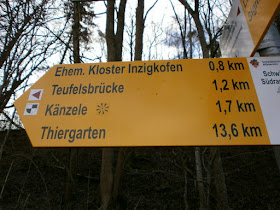 Ehem. Kloster Inzigkofen 0,8 km
Teufelsbrücke 1,2 km
Känzele 1,7 km
Thiergarten 13,6 km